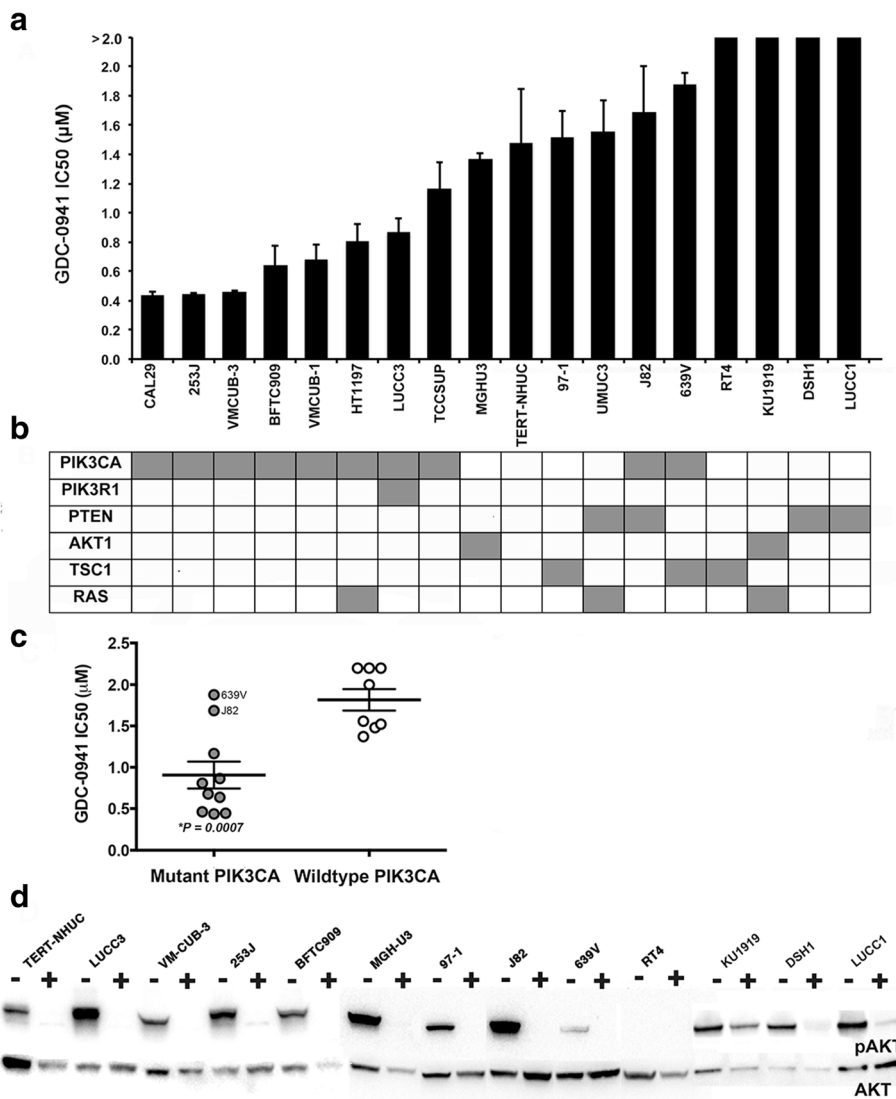 a
GDC-0941 IC50 (μM)
>2.0
1.8
1.6
1.4
1.2
1.0
0.8
0.6
0.4
0.2
0.0
CAL29
253J
VMCUB-3
BFTC909
VMCUB-1
HT1197
LUCC3
TCCSUP
MGHU3
TERT-NHUC
97-1
UMUC3
J82
639V
RT4
KU1919
DSH1
LUCC1
b
PIK3CA
PIK3R1
PTEN
AKT1
TSC1
RAS
c
GDC-0941 IC50 (μM)
2.5
2.0
1.5
1.0
0.5
0.0
639V
J82
*P = 0.0007
Mutant PIK3CA Wildtype PIK3CA
d
TERT-NHUC
LUCC3
VM-CUB-3
253J
BFTC909
MGH-U3
97-1
J82
639V
RT4
KU1919
DSH1
LUCC1
- + - + - + - + - + - + - + - + - + - + - + - + - +
pAKT
AKT